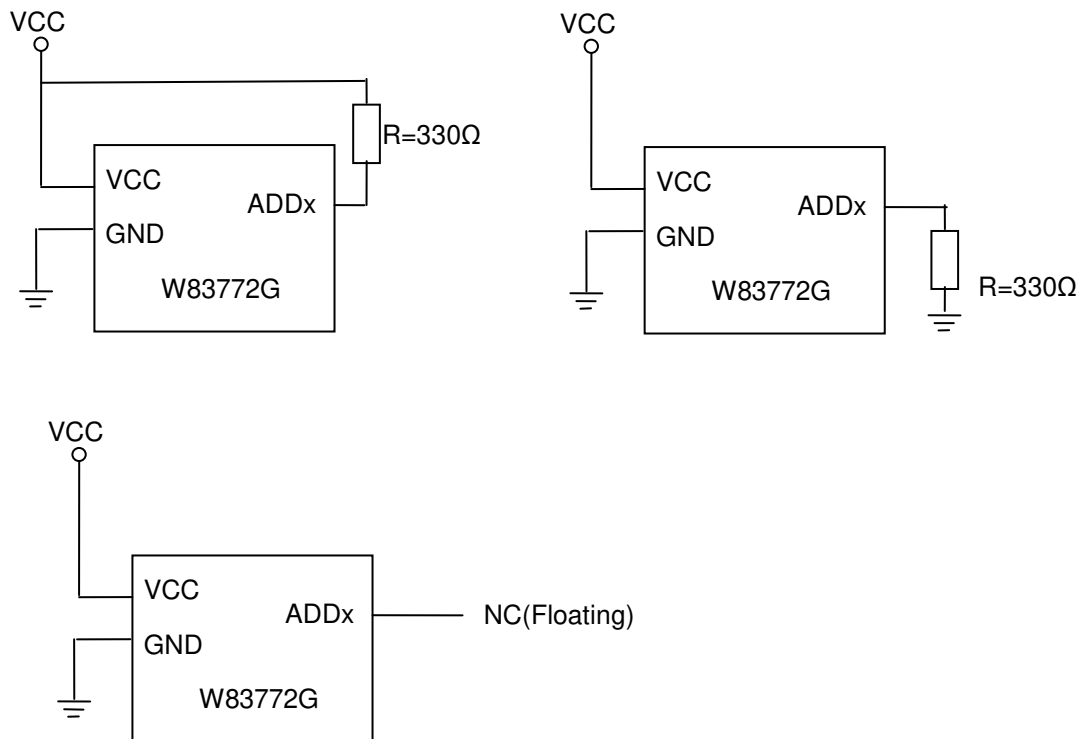 VCC
R=330Ω
VCC
ADDx
GND
W83772G
VCC
VCC
ADDx
GND
W83772G
R=330Ω
VCC
VCC
ADDx
NC(Floating)
GND
W83772G